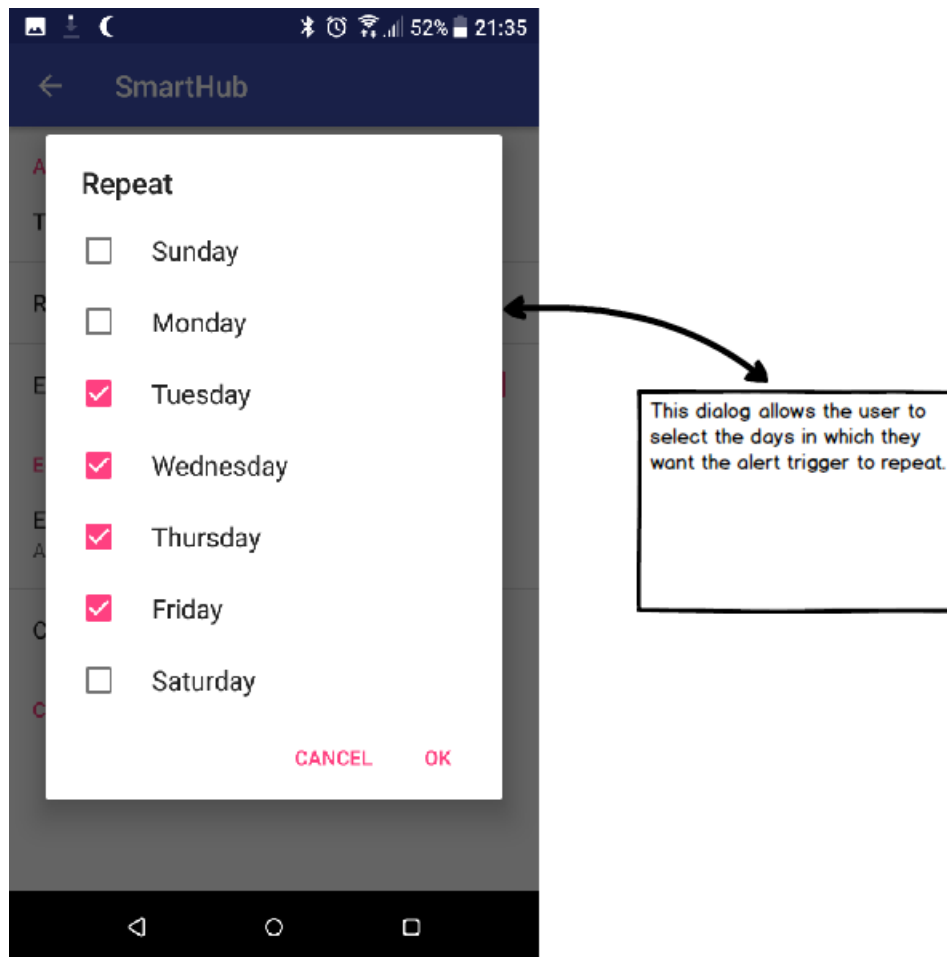 52% 21:35
SmartHub
A
T
Repeat
Sunday
R
Monday
E
Tuesday
E
Wednesday
E
A
Thursday
Friday
C
Saturday
C
CANCEL OK
This dialog allows the user to
select the days in which they
want the alert trigger to repeat.